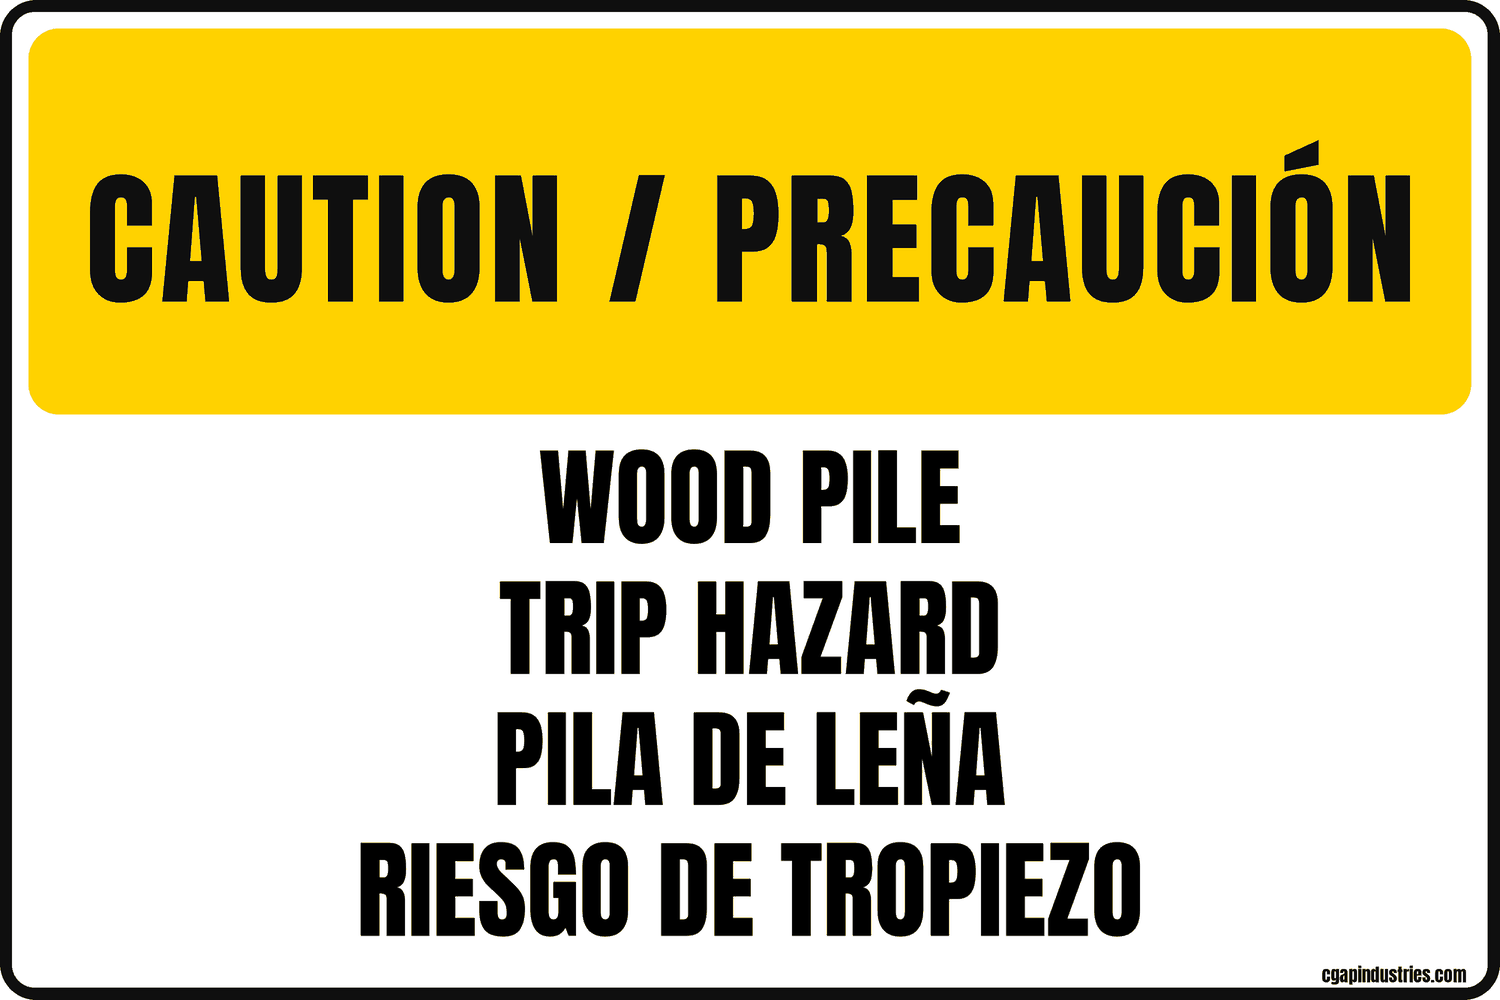 CAUTION / PRECAUCIÓN
WOOD PILE
TRIP HAZARD
PILA DE LEÑA
RIESGO DE TROPIEZO
cgapindustries.com